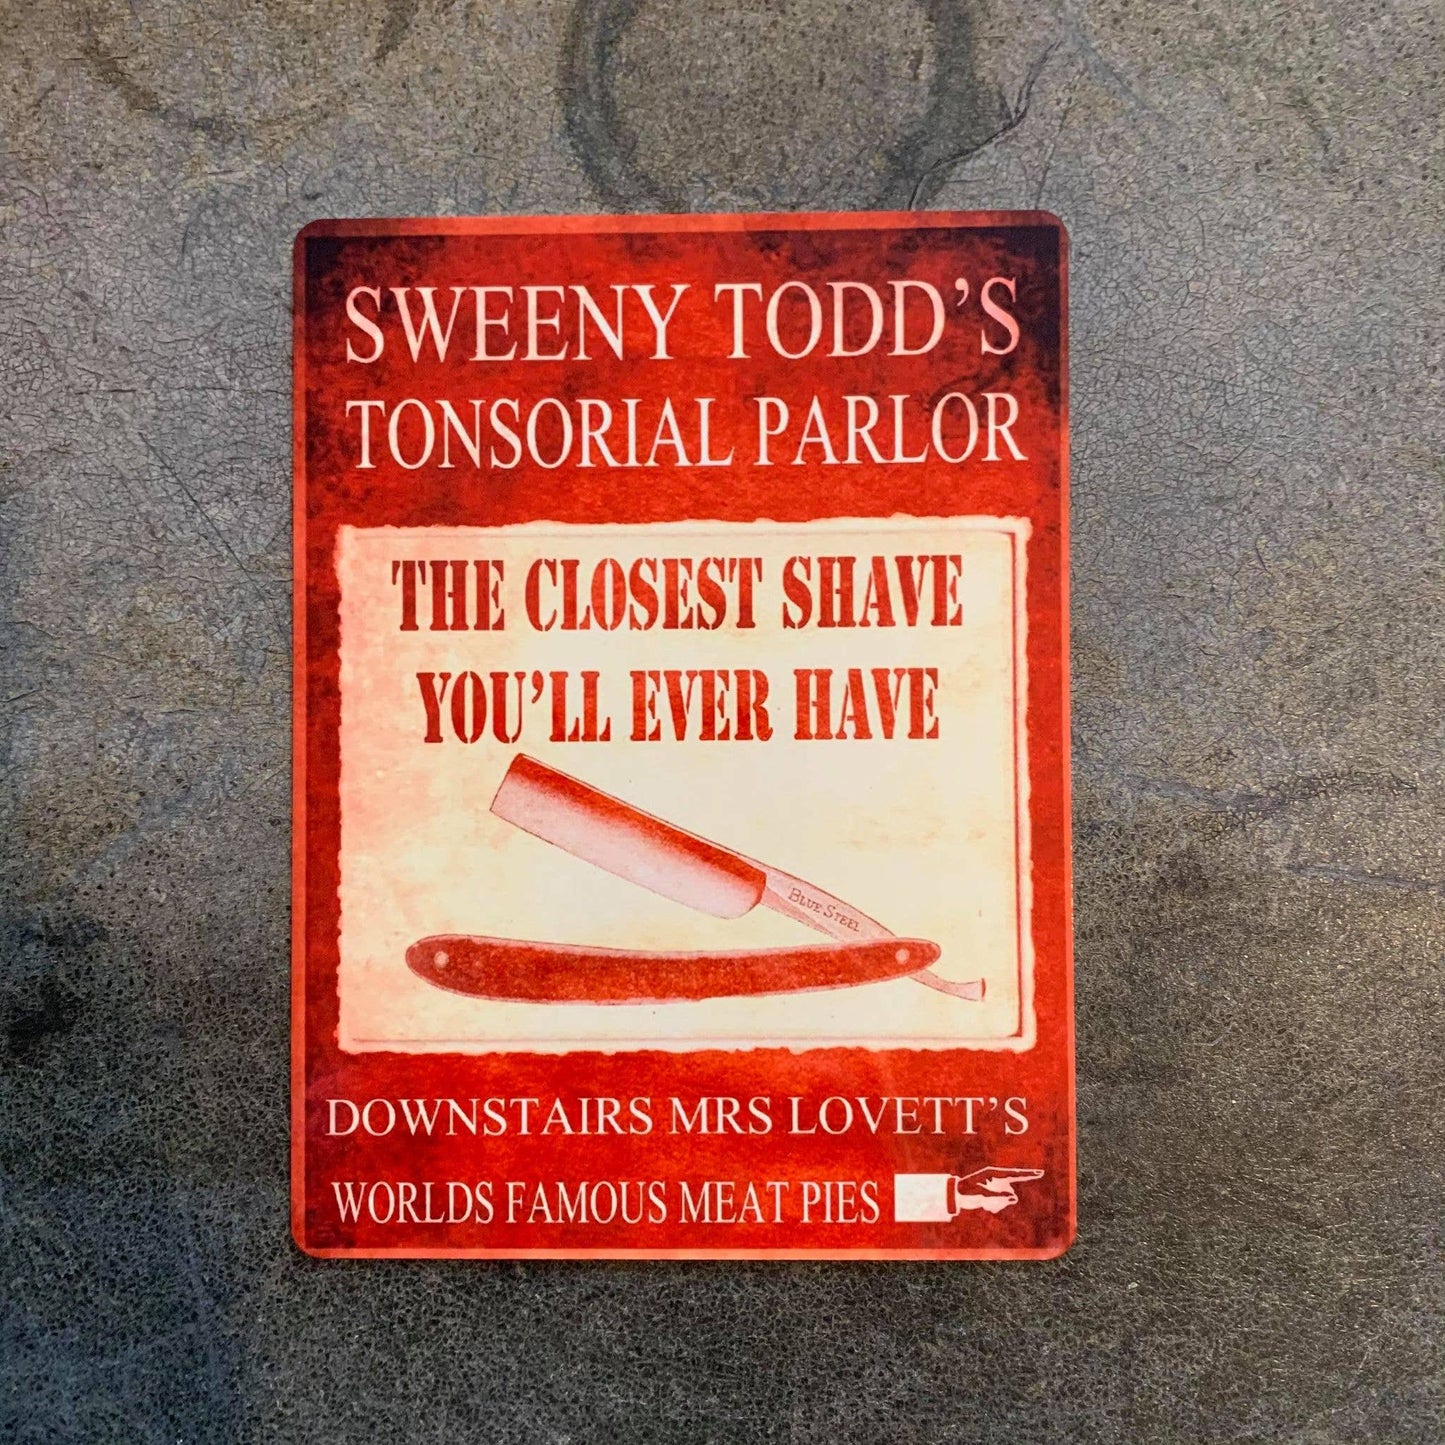 SWEENY TODD'S
TONSORIAL PARLOR
THE CLOSEST SHAVE
YOU'LL EVER HAVE
BLUE STEEL
DOWNSTAIRS MRS LOVETT'S
WORLDS FAMOUS MEAT PIES